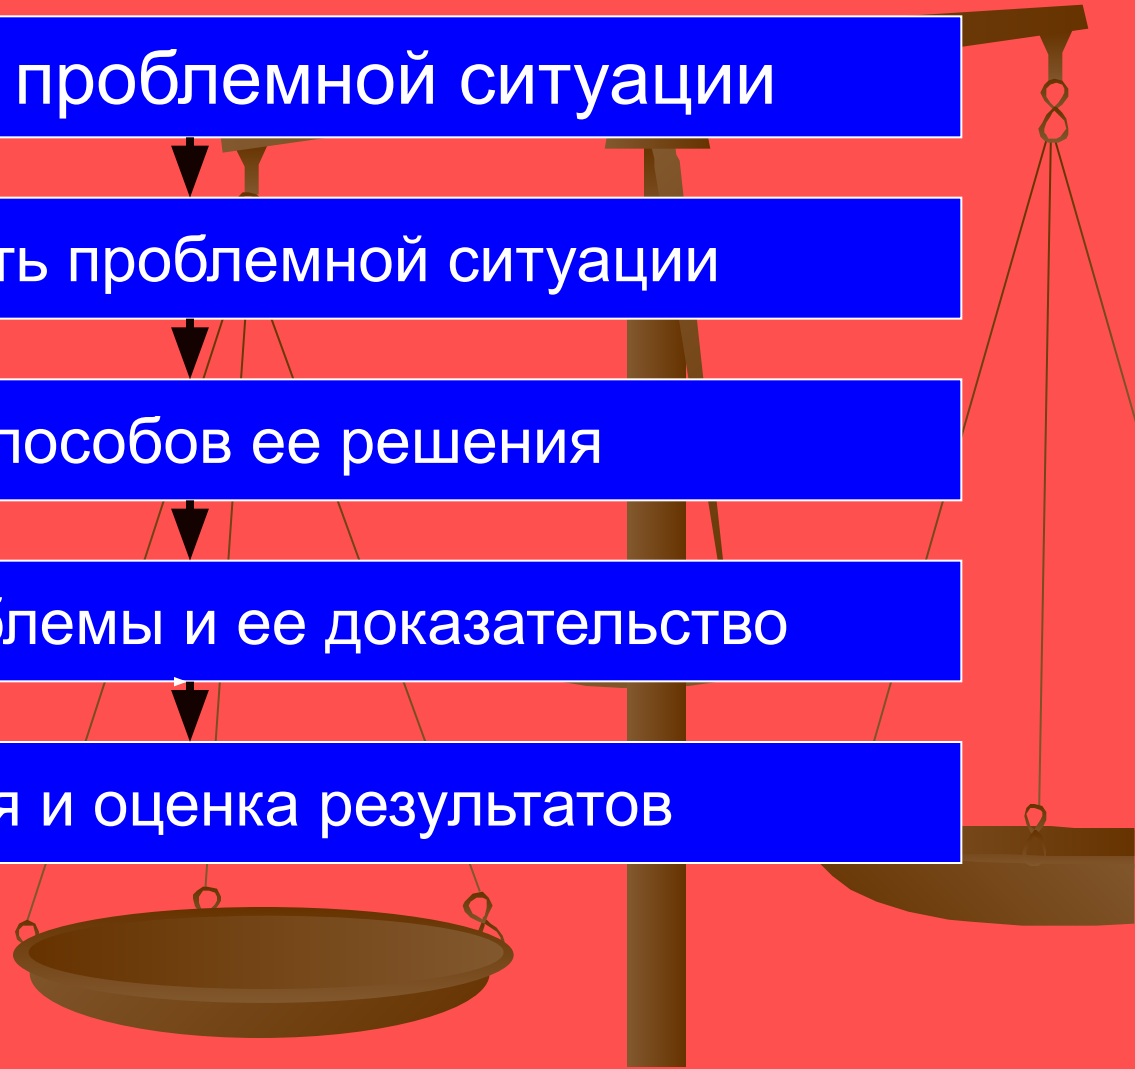 проблемной ситуации
ть проблемной ситуации
пособов ее решения
блемы и ее доказательство
я и оценка результатов